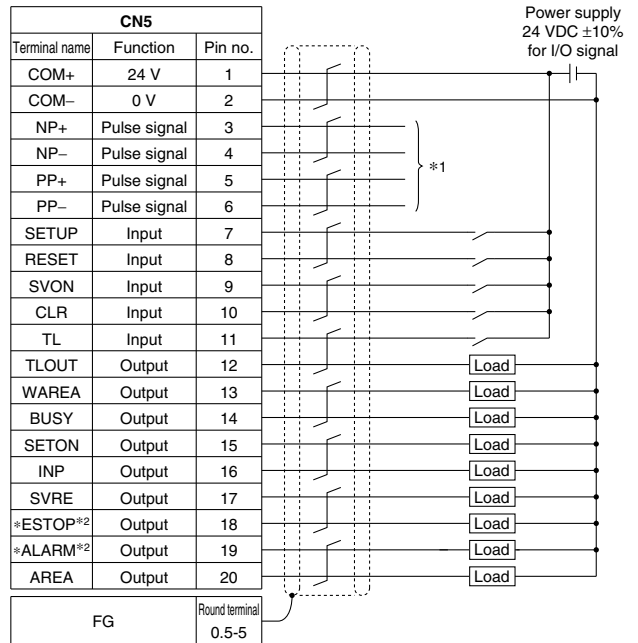 CN5
Power supply
24 VDC ±10%
for I/O signal
Terminal name Function Pin no.
COM+ 24 V 1
COM− 0 V 2
NP+ Pulse signal 3
NP− Pulse signal 4
PP+ Pulse signal 5
PP− Pulse signal 6
∗1
SETUP Input 7
RESET Input 8
SVON Input 9
CLR Input 10
TL Input 11
TLOUT Output 12 Load
WAREA Output 13 Load
BUSY Output 14 Load
SETON Output 15 Load
INP Output 16 Load
SVRE Output 17 Load
∗ESTOP∗2 Output 18 Load
∗ALARM∗2 Output 19 Load
AREA Output 20 Load
FG Round terminal
0.5-5